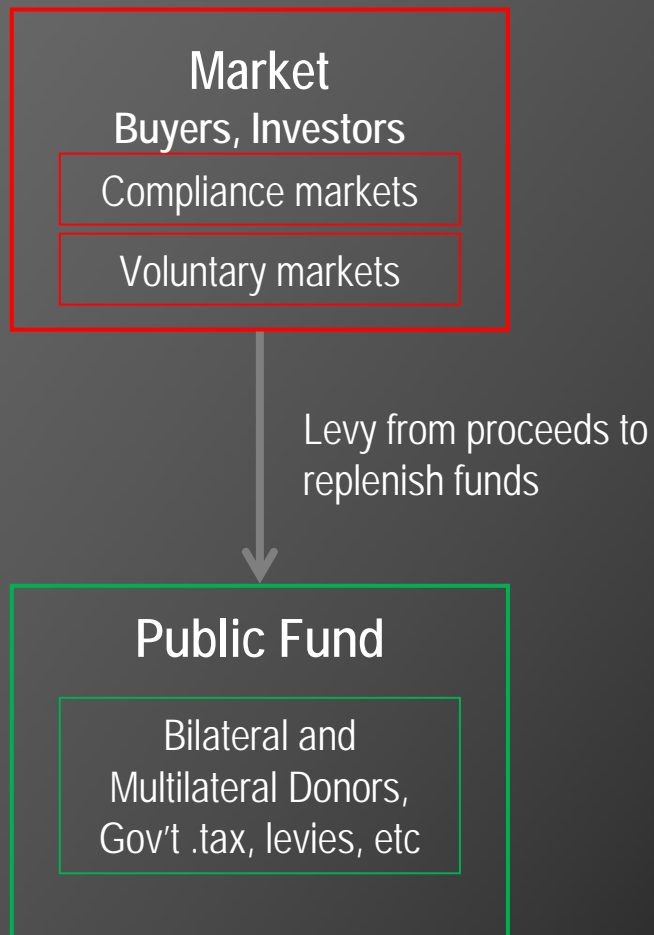 Market
Buyers, Investors
Compliance markets
Voluntary markets
Levy from proceeds to
replenish funds
Public Fund
Bilateral and
Multilateral Donors,
Gov't .tax, levies, etc